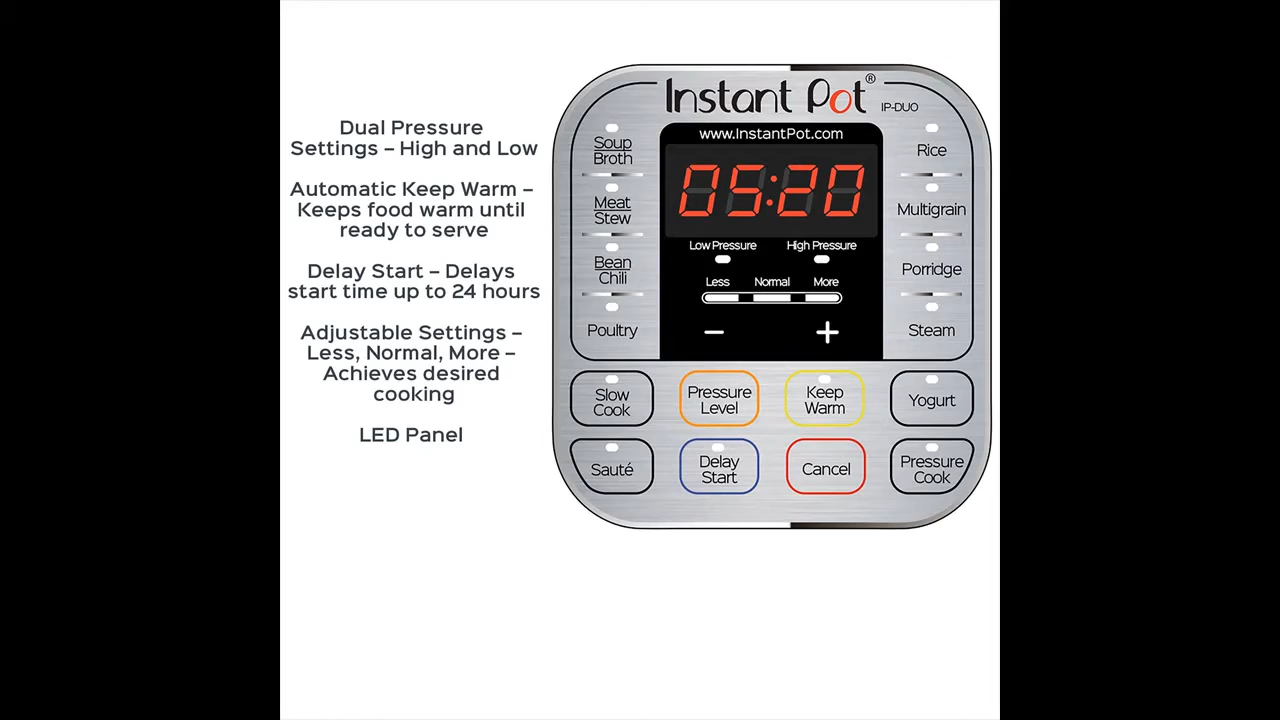 Dual Pressure
Settings – High and Low
Automatic Keep Warm –
Keeps food warm until
ready to serve
Delay Start – Delays
start time up to 24 hours
Adjustable Settings –
Less, Normal, More –
Achieves desired
cooking
LED Panel
Instant Pot®
IP-DUO
www.InstantPot.com
05:20
Low Pressure High Pressure
Less Normal More
− +
Soup
Broth
Meat
Stew
Bean
Chili
Poultry
Rice
Multigrain
Porridge
Steam
Slow
Cook
Pressure
Level
Keep
Warm
Yogurt
Sauté
Delay
Start
Cancel
Pressure
Cook